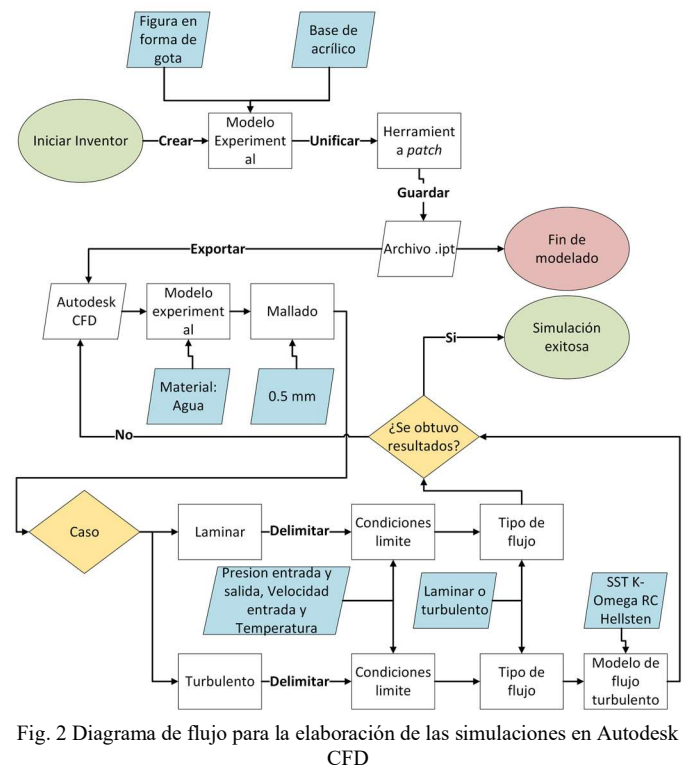 Figura en
forma de
gota
Base de
acrílico
Iniciar Inventor
Crear
Modelo
Experiment
al
Unificar
Herramient
a patch
Guardar
Exportar
Archivo .ipt
Fin de
modelado
Autodesk
CFD
Modelo
experiment
al
Mallado
Simulación
exitosa
Si
Material:
Agua
0.5 mm
¿Se obtuvo
resultados?
No
Caso
Laminar
Delimitar
Condiciones
limite
Tipo de
flujo
Presion entrada y
salida, Velocidad
entrada y
Temperatura
Laminar o
turbulento
SST K-
Omega RC
Hellsten
Turbulento
Delimitar
Condiciones
limite
Tipo de
flujo
Modelo de
flujo
turbulento
Fig. 2 Diagrama de flujo para la elaboración de las simulaciones en Autodesk
CFD